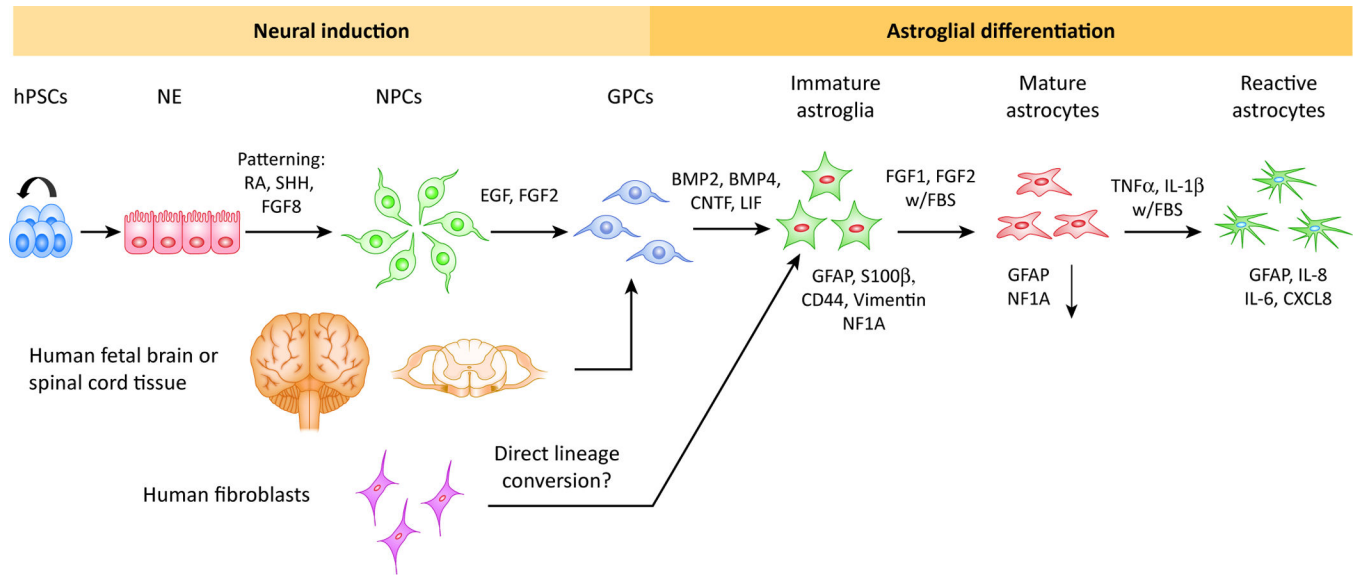 Neural induction
Astroglial differentiation
hPSCs
NE
NPCs
GPCs
Immature
astroglia
Mature
astrocytes
Reactive
astrocytes
Patterning:
RA, SHH,
FGF8
EGF, FGF2
BMP2, BMP4,
CNTF, LIF
FGF1, FGF2
w/FBS
TNFα, IL-1β
w/FBS
GFAP, S100β,
CD44, Vimentin
NF1A
GFAP
NF1A
GFAP, IL-8
IL-6, CXCL8
Human fetal brain or
spinal cord tissue
Direct lineage
conversion?
Human fibroblasts